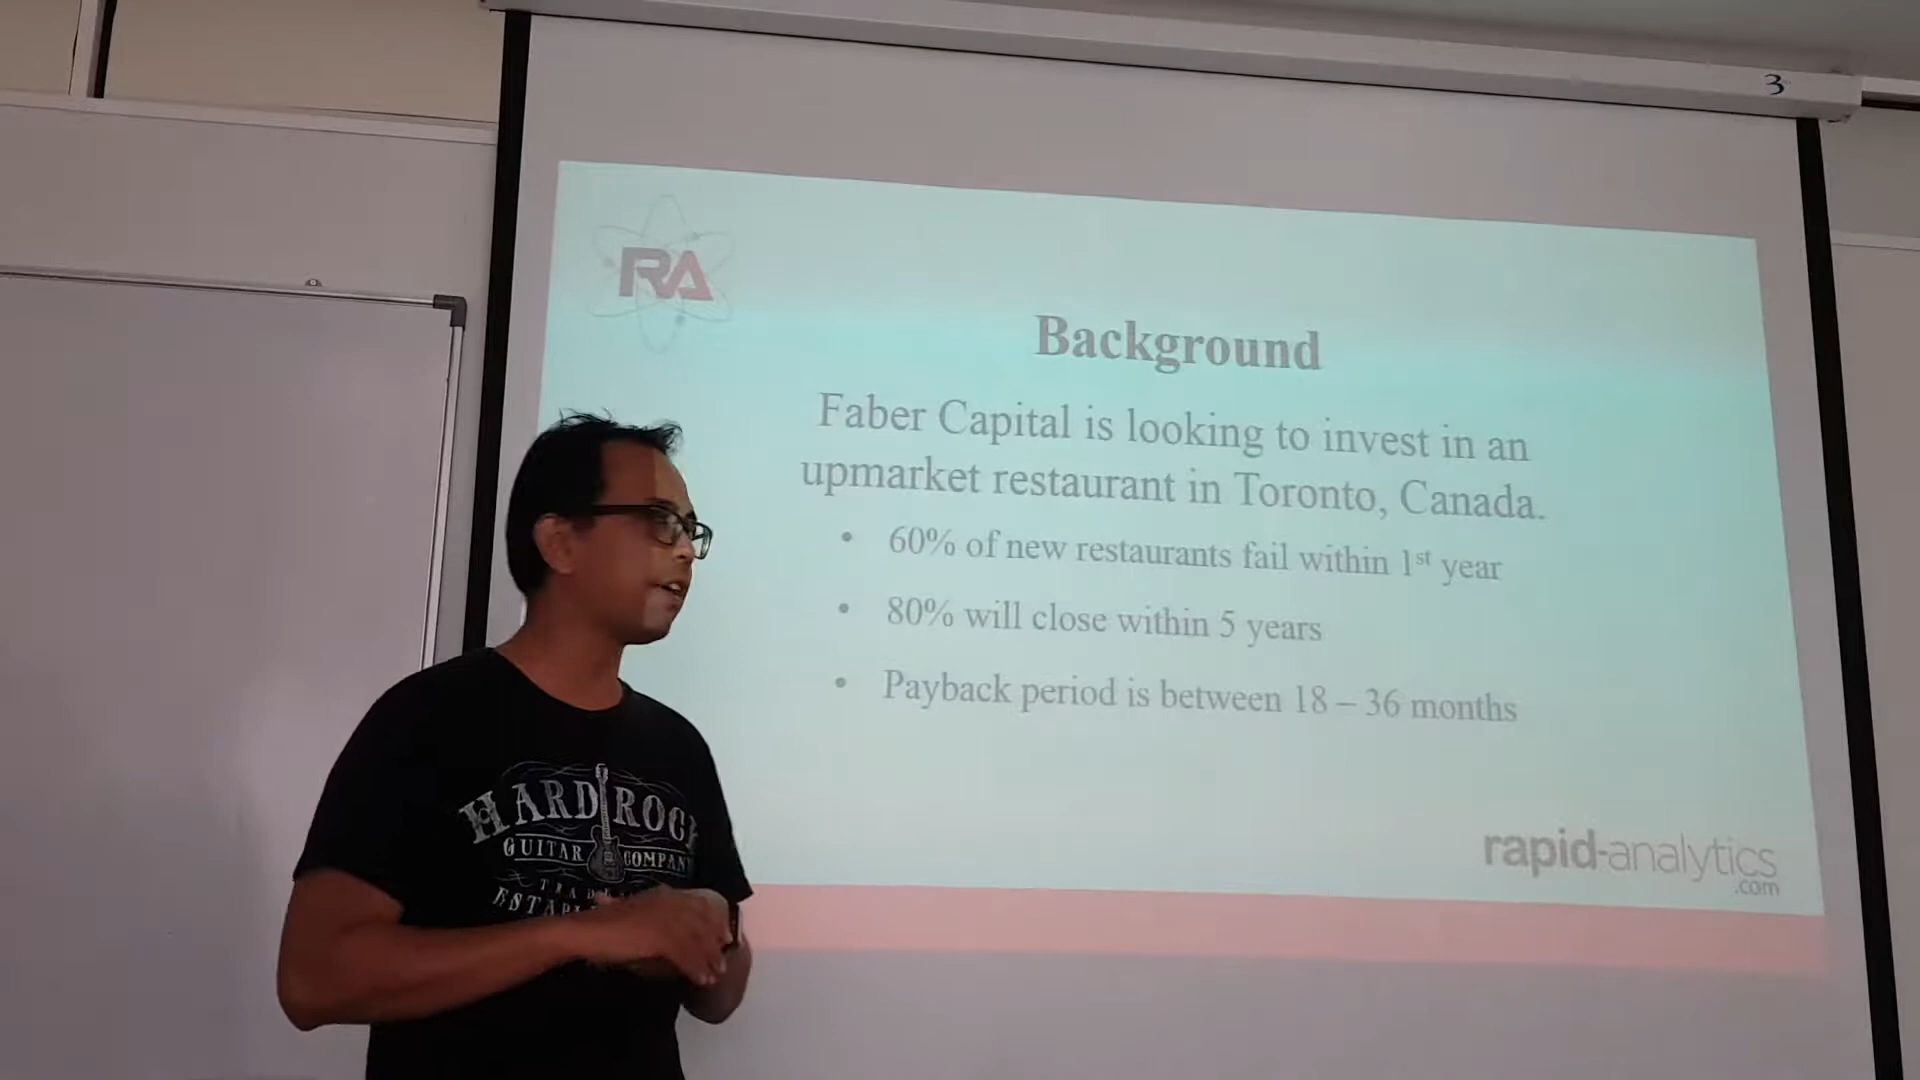 3
RA
Background
Faber Capital is looking to invest in an
upmarket restaurant in Toronto, Canada.
• 60% of new restaurants fail within 1st year
• 80% will close within 5 years
• Payback period is between 18 – 36 months
rapid-analytics
.com
HARD ROCK
GUITAR COMPANY